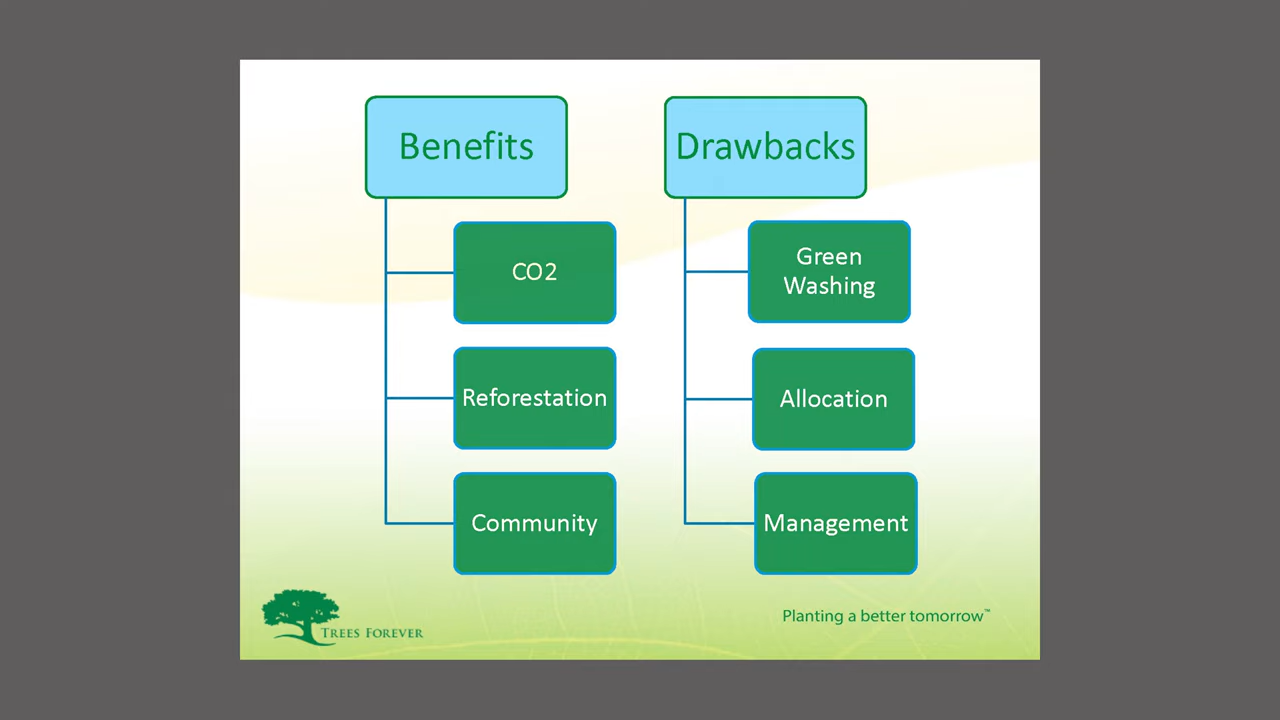 Benefits
CO2
Reforestation
Community
Drawbacks
Green
Washing
Allocation
Management
TREES FOREVER
Planting a better tomorrow™